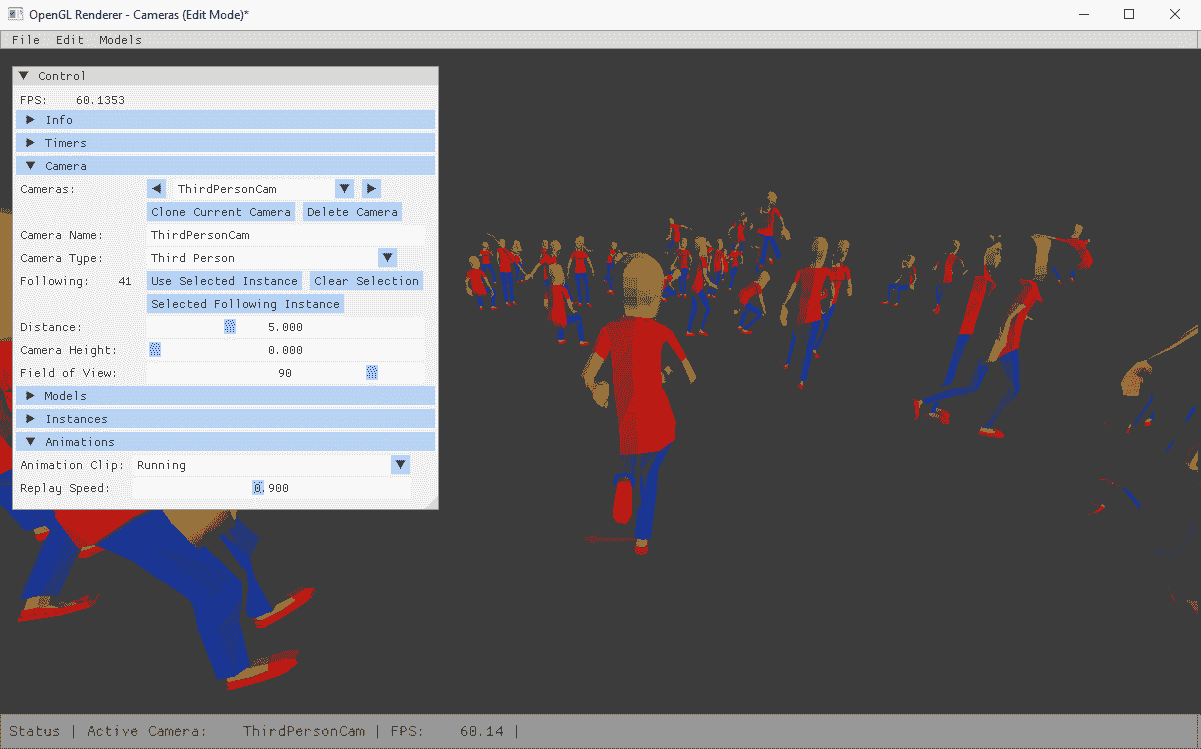 OpenGL Renderer - Cameras (Edit Mode)*
File Edit Models
Control
FPS: 60.1353
Info
Timers
Camera
Cameras: ThirdPersonCam
Clone Current Camera Delete Camera
Camera Name: ThirdPersonCam
Camera Type: Third Person
Following: 41 Use Selected Instance Clear Selection
Selected Following Instance
Distance: 5.000
Camera Height: 0.000
Field of View: 90
Models
Instances
Animations
Animation Clip: Running
Replay Speed: 0.900
Status | Active Camera: ThirdPersonCam | FPS: 60.14 |